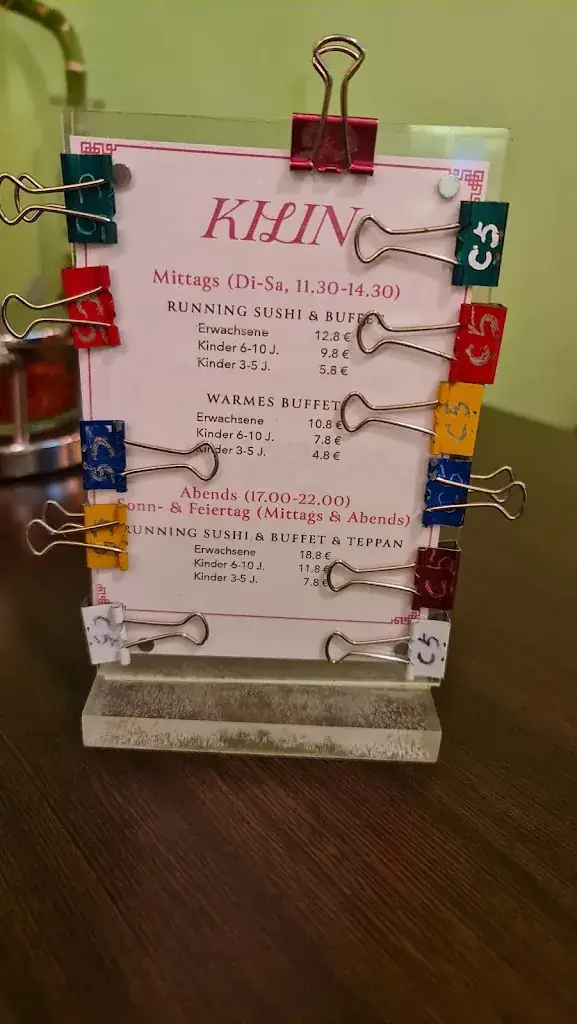 KILIN
Mittags (Di-Sa, 11.30-14.30)
RUNNING SUSHI & BUFFET
Erwachsene 12.8 €
Kinder 6-10 J. 9.8 €
Kinder 3-5 J. 5.8 €
WARMES BUFFET
Erwachsene 10.8 €
Kinder 6-10 J. 7.8 €
Kinder 3-5 J. 4.8 €
Abends (17.00-22.00)
Sonn- & Feiertag (Mittags & Abends)
RUNNING SUSHI & BUFFET & TEPPAN
Erwachsene 18.8 €
Kinder 6-10 J. 11.8 €
Kinder 3-5 J. 7.8 €
C5
C5
C5
C5
C5
C5